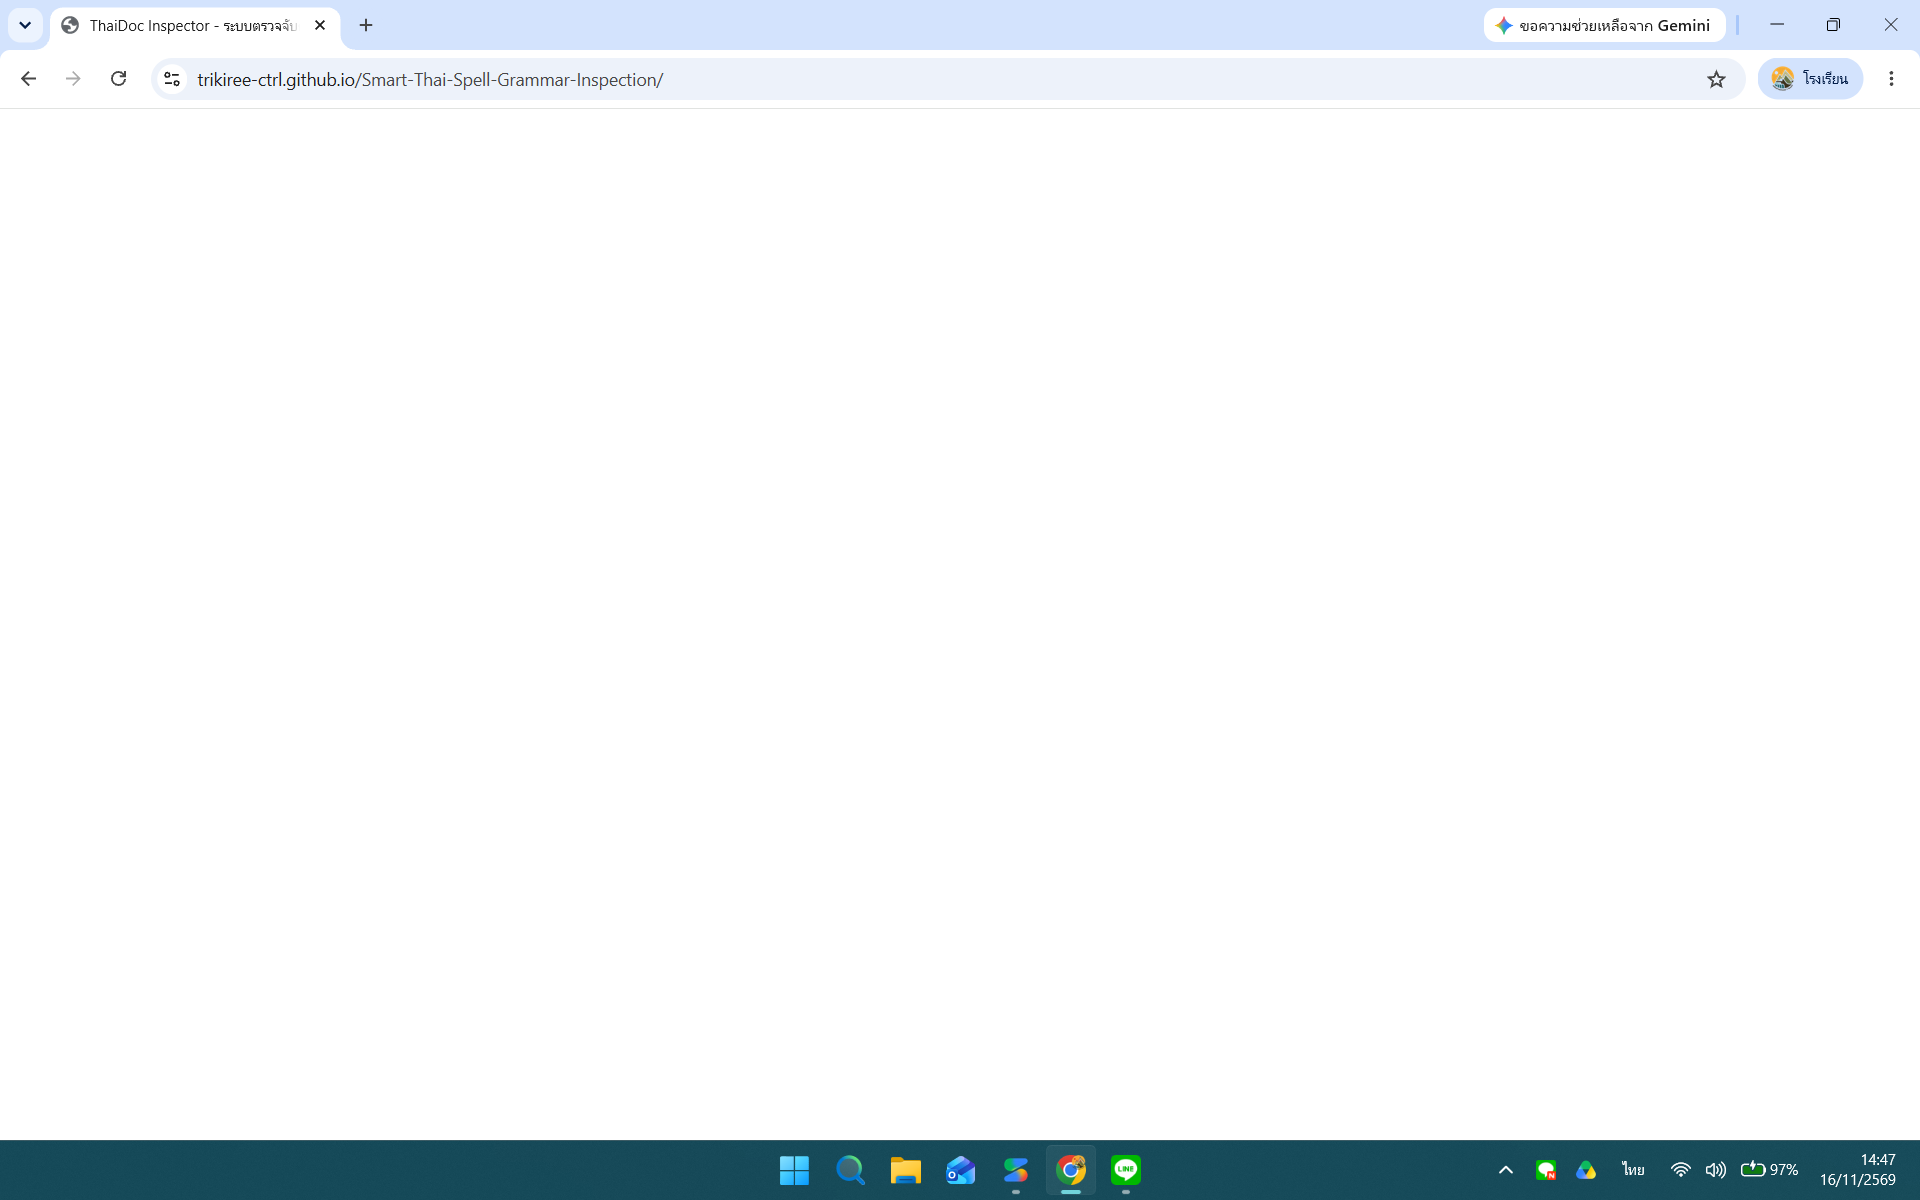 ThaiDoc Inspector - ระบบตรวจจับ
ขอความช่วยเหลือจาก Gemini
trikiree-ctrl.github.io/Smart-Thai-Spell-Grammar-Inspection/
โรงเรียน
LINE
ไทย
97%
14:47
16/11/2569